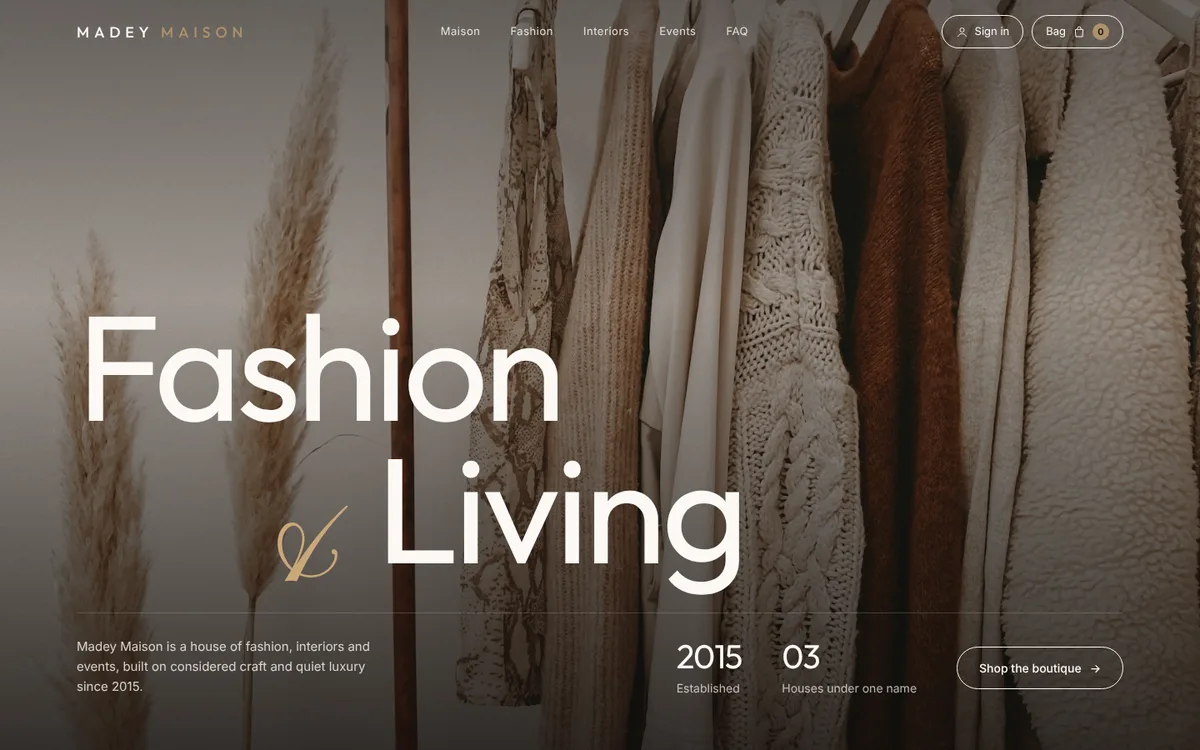 MADEY MAISON
Maison Fashion Interiors Events FAQ
Sign in
Bag 0
Fashion
& Living
Madey Maison is a house of fashion, interiors and
events, built on considered craft and quiet luxury
since 2015.
2015
Established
03
Houses under one name
Shop the boutique →